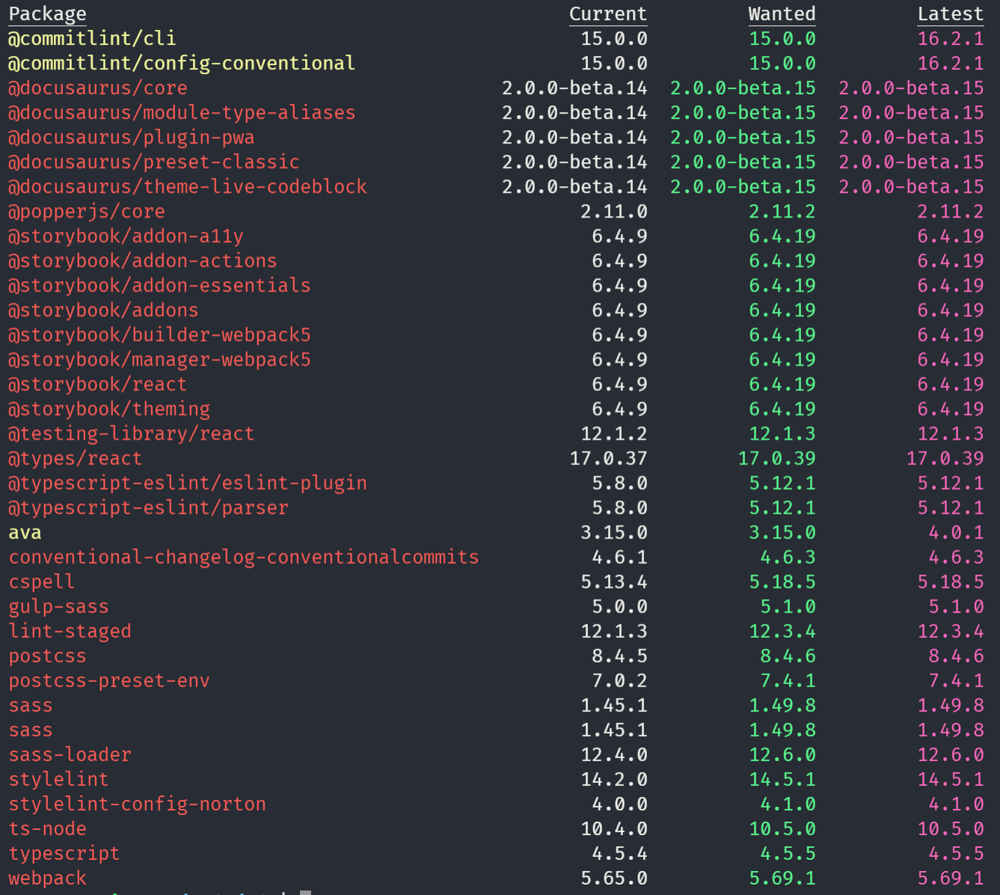 Package Current Wanted Latest
@commitlint/cli 15.0.0 15.0.0 16.2.1
@commitlint/config-conventional 15.0.0 15.0.0 16.2.1
@docusaurus/core 2.0.0-beta.14 2.0.0-beta.15 2.0.0-beta.15
@docusaurus/module-type-aliases 2.0.0-beta.14 2.0.0-beta.15 2.0.0-beta.15
@docusaurus/plugin-pwa 2.0.0-beta.14 2.0.0-beta.15 2.0.0-beta.15
@docusaurus/preset-classic 2.0.0-beta.14 2.0.0-beta.15 2.0.0-beta.15
@docusaurus/theme-live-codeblock 2.0.0-beta.14 2.0.0-beta.15 2.0.0-beta.15
@popperjs/core 2.11.0 2.11.2 2.11.2
@storybook/addon-a11y 6.4.9 6.4.19 6.4.19
@storybook/addon-actions 6.4.9 6.4.19 6.4.19
@storybook/addon-essentials 6.4.9 6.4.19 6.4.19
@storybook/addons 6.4.9 6.4.19 6.4.19
@storybook/builder-webpack5 6.4.9 6.4.19 6.4.19
@storybook/manager-webpack5 6.4.9 6.4.19 6.4.19
@storybook/react 6.4.9 6.4.19 6.4.19
@storybook/theming 6.4.9 6.4.19 6.4.19
@testing-library/react 12.1.2 12.1.3 12.1.3
@types/react 17.0.37 17.0.39 17.0.39
@typescript-eslint/eslint-plugin 5.8.0 5.12.1 5.12.1
@typescript-eslint/parser 5.8.0 5.12.1 5.12.1
ava 3.15.0 3.15.0 4.0.1
conventional-changelog-conventionalcommits 4.6.1 4.6.3 4.6.3
cspell 5.13.4 5.18.5 5.18.5
gulp-sass 5.0.0 5.1.0 5.1.0
lint-staged 12.1.3 12.3.4 12.3.4
postcss 8.4.5 8.4.6 8.4.6
postcss-preset-env 7.0.2 7.4.1 7.4.1
sass 1.45.1 1.49.8 1.49.8
sass 1.45.1 1.49.8 1.49.8
sass-loader 12.4.0 12.6.0 12.6.0
stylelint 14.2.0 14.5.1 14.5.1
stylelint-config-norton 4.0.0 4.1.0 4.1.0
ts-node 10.4.0 10.5.0 10.5.0
typescript 4.5.4 4.5.5 4.5.5
webpack 5.65.0 5.69.1 5.69.1